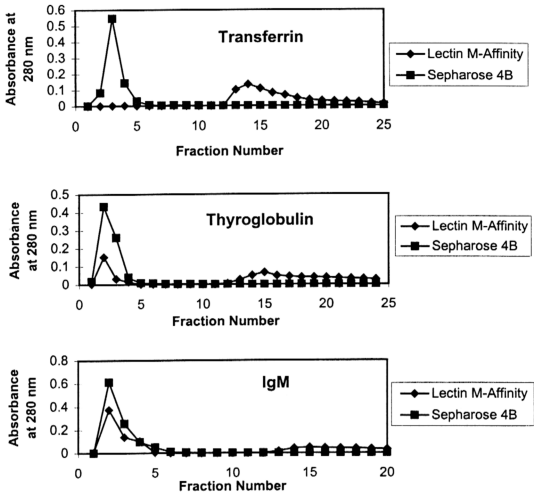 Absorbance at 280 nm
0.6
0.5
0.4
0.3
0.2
0.1
0
Transferrin
Lectin M-Affinity
Sepharose 4B
0 5 10 15 20 25
Fraction Number
Absorbance at 280 nm
0.5
0.4
0.3
0.2
0.1
0
Thyroglobulin
Lectin M-Affinity
Sepharose 4B
0 5 10 15 20 25
Fraction Number
Absorbance at 280 nm
0.8
0.6
0.4
0.2
0
IgM
Lectin M-Affinity
Sepharose 4B
0 5 10 15 20
Fraction Number